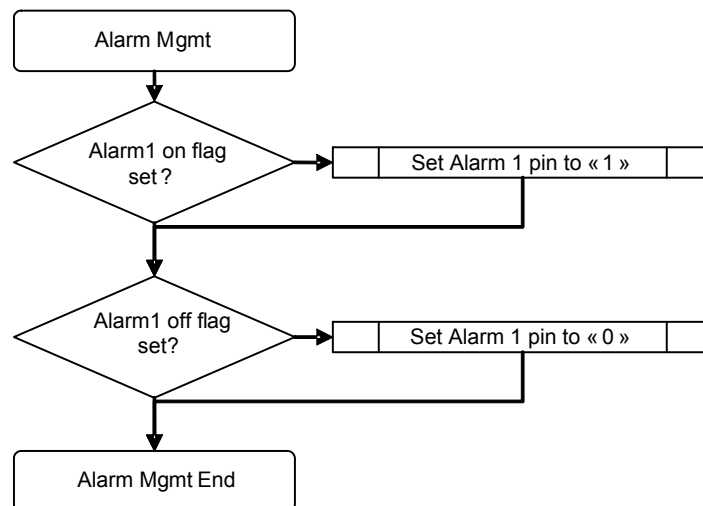 Alarm Mgmt
Alarm1 on flag
set?
Set Alarm 1 pin to « 1 »
Alarm1 off flag
set?
Set Alarm 1 pin to « 0 »
Alarm Mgmt End